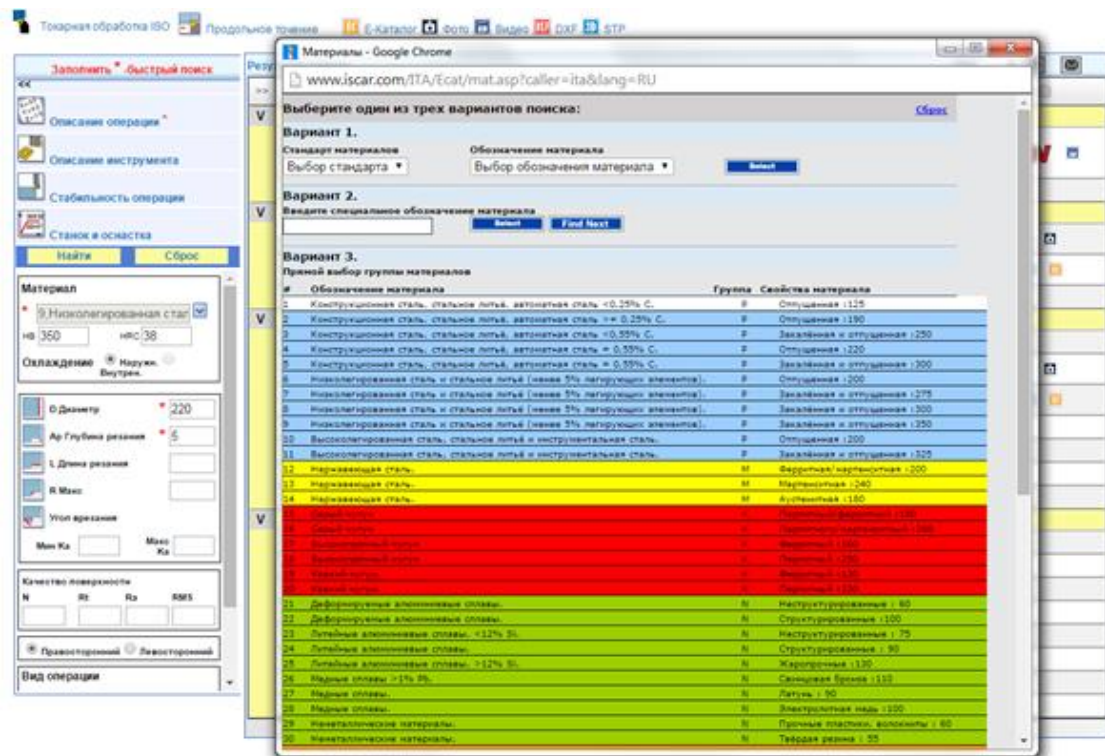 Токарная обработка ISO Продольное точение Е-Каталог Фото Видео DXF STP
Заполнить * -быстрый поиск
<<
Описание операции *
Описание инструмента
Стабильность операции
Станок и оснастка
Найти Сброс
Материал
* 9,Низколегированная стал
HB 350 HRC 38
Охлаждение Наружн.
Внутрен.
D Диаметр * 220
Ap Глубина резания * 5
L Длина резания
R Макс
Угол врезания
Мин Ka Макс Ka
Качество поверхности
N Rt Ra RMS
Правосторонний Левосторонний
Вид операции
Резу
>>
V
V
V
V
Материалы - Google Chrome
www.iscar.com/ITA/Ecat/mat.asp?caller=ita&lang=RU
Выберите один из трех вариантов поиска: Сброс
Вариант 1.
Стандарт материалов Обозначение материала
Выбор стандарта Выбор обозначения материала Select
Вариант 2.
Введите специальное обозначение материала
Select Find Next
Вариант 3.
Прямой выбор группы материалов
# Обозначение материала Группа Свойства материала
1 Конструкционная сталь, стальное литьё, автоматная сталь <0,25% C. P Отпущенная :125
2 Конструкционная сталь, стальное литьё, автоматная сталь >= 0,25% C. P Отпущенная :190
3 Конструкционная сталь, стальное литьё, автоматная сталь <0,55% C. P Закалённая и отпущенная :250
4 Конструкционная сталь, стальное литьё, автоматная сталь = 0,55% C. P Отпущенная :220
5 Конструкционная сталь, стальное литьё, автоматная сталь = 0,55% C. P Закалённая и отпущенная :300
6 Низколегированная сталь и стальное литьё (менее 5% легирующих элементов). P Отпущенная :200
7 Низколегированная сталь и стальное литьё (менее 5% легирующих элементов). P Закалённая и отпущенная :275
8 Низколегированная сталь и стальное литьё (менее 5% легирующих элементов). P Закалённая и отпущенная :300
9 Низколегированная сталь и стальное литьё (менее 5% легирующих элементов). P Закалённая и отпущенная :350
10 Высоколегированная сталь, стальное литьё и инструментальная сталь. P Отпущенная :200
11 Высоколегированная сталь, стальное литьё и инструментальная сталь. P Закалённая и отпущенная :325
12 Нержавеющая сталь. M Ферритная/мартенситная :200
13 Нержавеющая сталь. M Мартенситная :240
14 Нержавеющая сталь. M Аустенитная :180
21 Деформируемые алюминиевые сплавы. N Неструктурированные : 60
22 Деформируемые алюминиевые сплавы. N Структурированные :100
23 Литейные алюминиевые сплавы. <12% Si. N Неструктурированные : 75
24 Литейные алюминиевые сплавы. N Структурированные : 90
25 Литейные алюминиевые сплавы. >12% Si. N Жаропрочные :130
26 Медные сплавы >1% Pb. N Свинцовая бронза :110
27 Медные сплавы. N Латунь : 90
28 Медные сплавы. N Электролитная медь :100
29 Неметаллические материалы. N Прочные пластики, волокниты : 60
30 Неметаллические материалы. N Твёрдая резина : 55